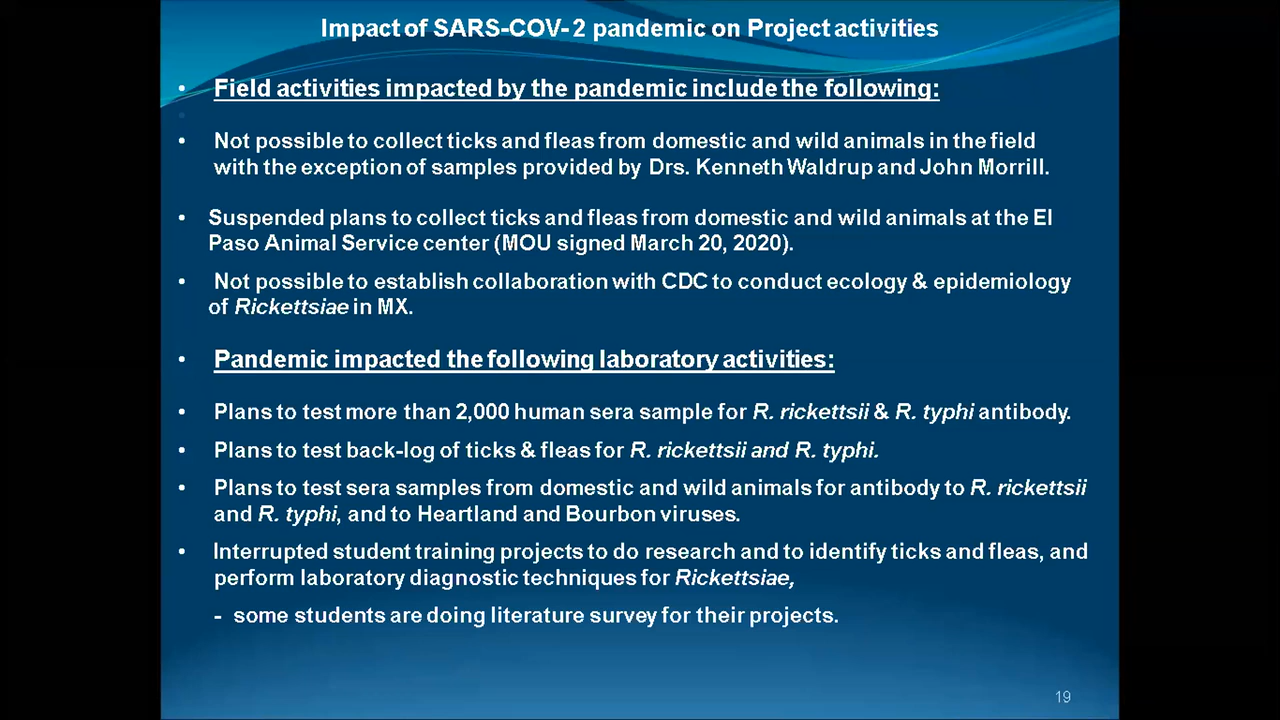 Impact of SARS-COV-2 pandemic on Project activities
• Field activities impacted by the pandemic include the following:
•
• Not possible to collect ticks and fleas from domestic and wild animals in the field
with the exception of samples provided by Drs. Kenneth Waldrup and John Morrill.
• Suspended plans to collect ticks and fleas from domestic and wild animals at the El
Paso Animal Service center (MOU signed March 20, 2020).
• Not possible to establish collaboration with CDC to conduct ecology & epidemiology
of Rickettsiae in MX.
• Pandemic impacted the following laboratory activities:
• Plans to test more than 2,000 human sera sample for R. rickettsii & R. typhi antibody.
• Plans to test back-log of ticks & fleas for R. rickettsii and R. typhi.
• Plans to test sera samples from domestic and wild animals for antibody to R. rickettsii
and R. typhi, and to Heartland and Bourbon viruses.
• Interrupted student training projects to do research and to identify ticks and fleas, and
perform laboratory diagnostic techniques for Rickettsiae,
- some students are doing literature survey for their projects.
19